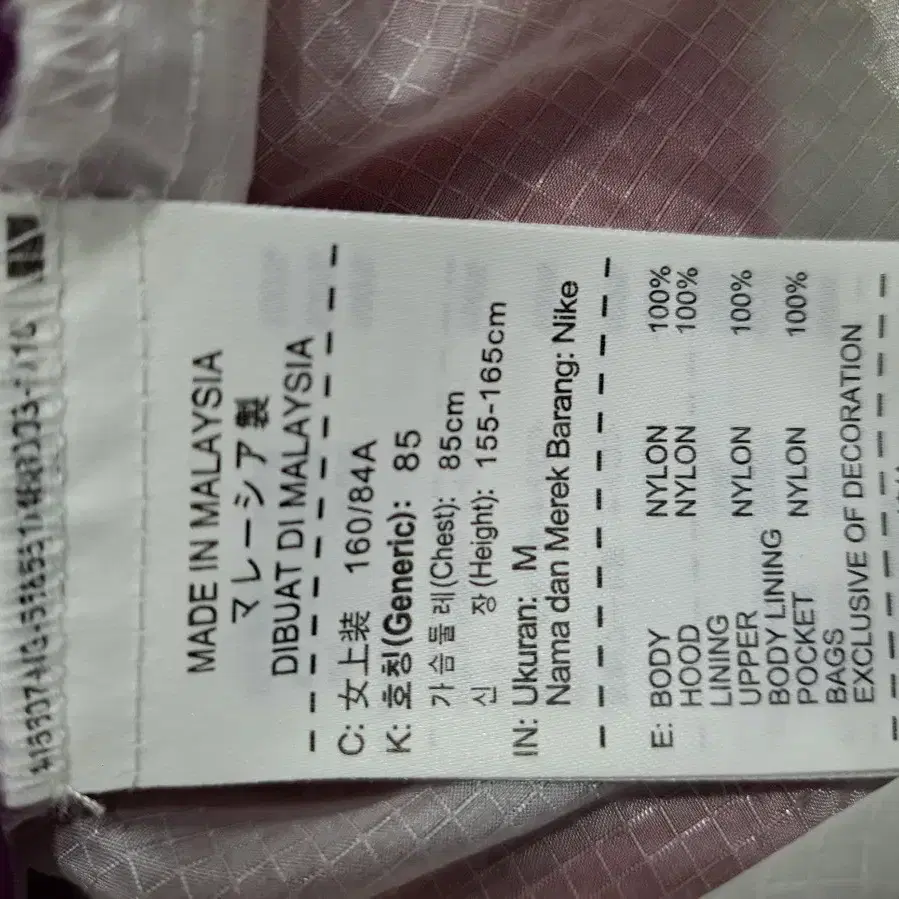 MADE IN MALAYSIA
マレーシア製
DIBUAT DI MALAYSIA
C: 女上装 160/84A
K: 호칭(Generic): 85
가슴둘레(Chest): 85cm
신 장(Height): 155-165cm
IN: Ukuran: M
Nama dan Merek Barang: Nike
E: BODY NYLON 100%
HOOD NYLON 100%
LINING
UPPER NYLON 100%
BODY LINING
POCKET NYLON 100%
BAGS
EXCLUSIVE OF DECORATION